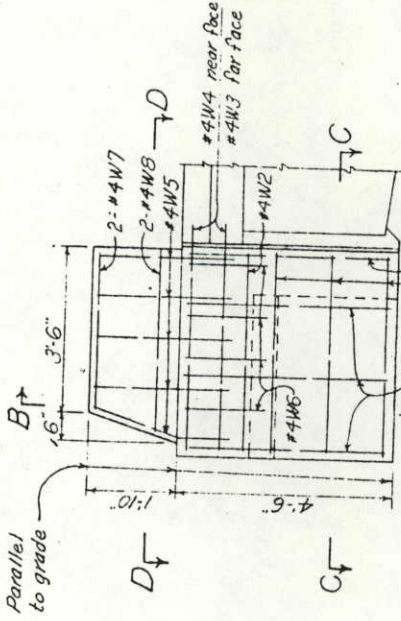 Parallel
to grade
B
6"
3'-6"
2=#4W7
2-#4W8
#4W5
D
D
1'-10"
#4W4 near face
#4W3 far face
#4W2
#4W6
4'-6"
C
C